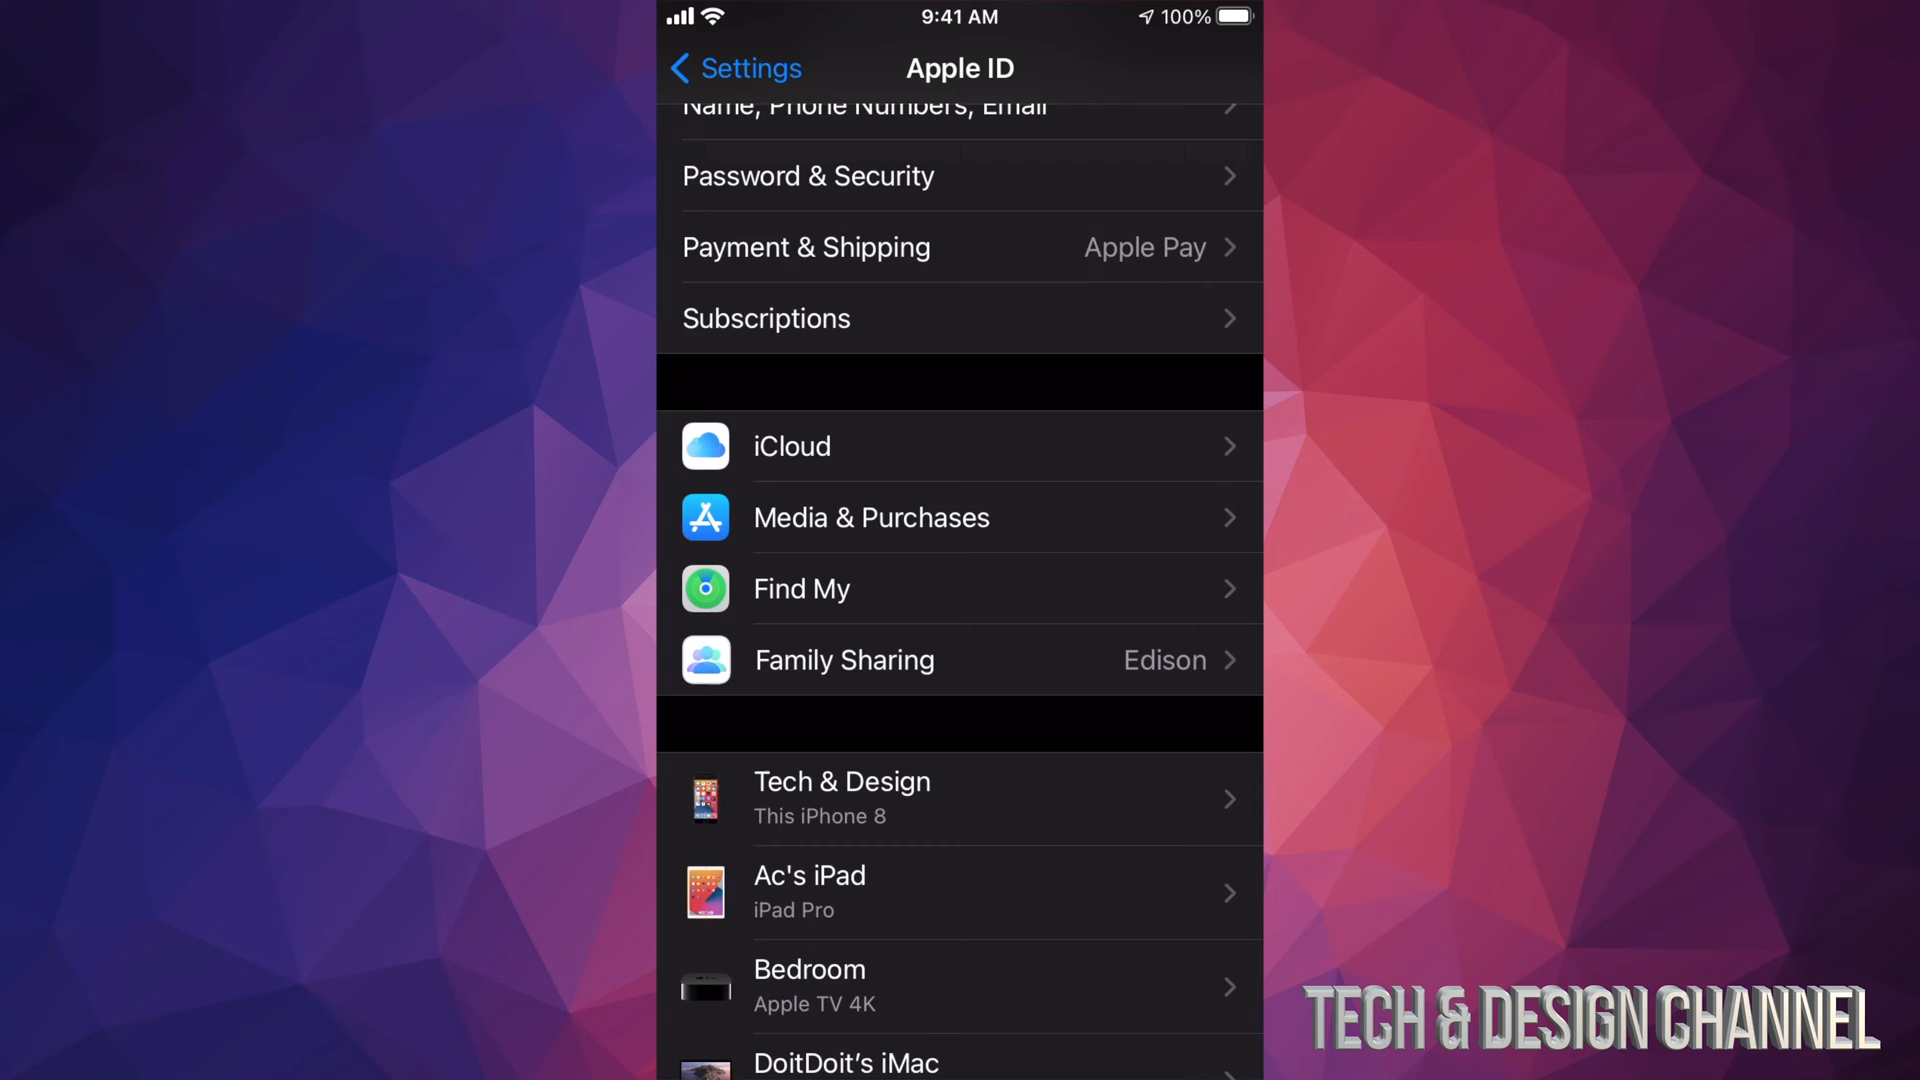 9:41 AM
100%
Settings
Apple ID
Name, Phone Numbers, Email
Password & Security
Payment & Shipping
Apple Pay
Subscriptions
iCloud
Media & Purchases
Find My
Family Sharing
Edison
Tech & Design
This iPhone 8
Ac's iPad
iPad Pro
Bedroom
Apple TV 4K
DoitDoit’s iMac
TECH & DESIGN CHANNEL